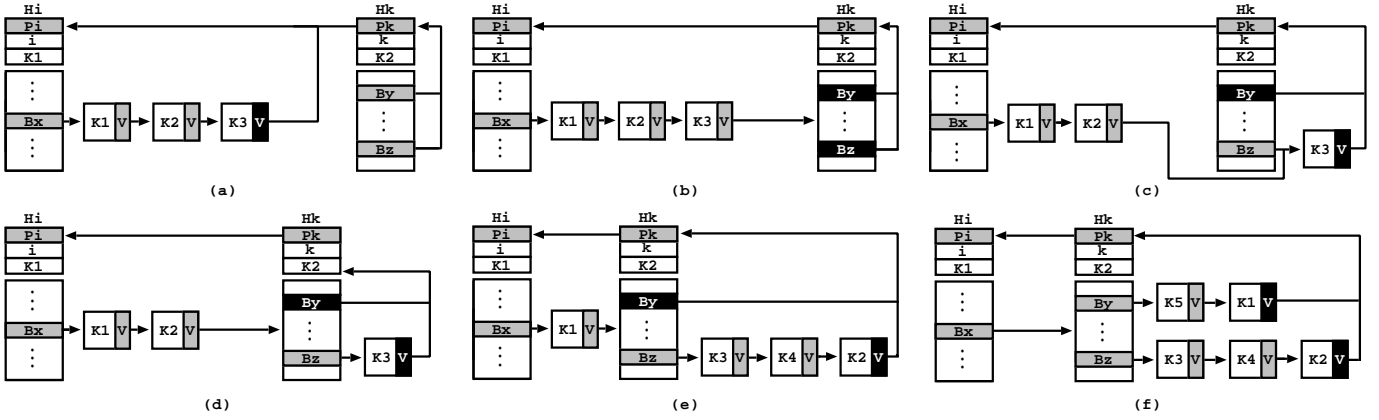 Hi Hk
Pi Pk
i k
K1 K2
By
Bx K1 V K2 V K3 V
Bz
(a)
Hi Hk
Pi Pk
i k
K1 K2
By
Bx K1 V K2 V K3 V
Bz
(b)
Hi Hk
Pi Pk
i k
K1 K2
By
Bx K1 V K2 V
Bz K3 V
(c)
Hi Hk
Pi Pk
i k
K1 K2
By
Bx K1 V K2 V
Bz K3 V
(d)
Hi Hk
Pi Pk
i k
K1 K2
By
Bx K1 V
Bz K3 V K4 V K2 V
(e)
Hi Hk
Pi Pk
i k
K1 K2
By K5 V K1 V
Bx
Bz K3 V K4 V K2 V
(f)